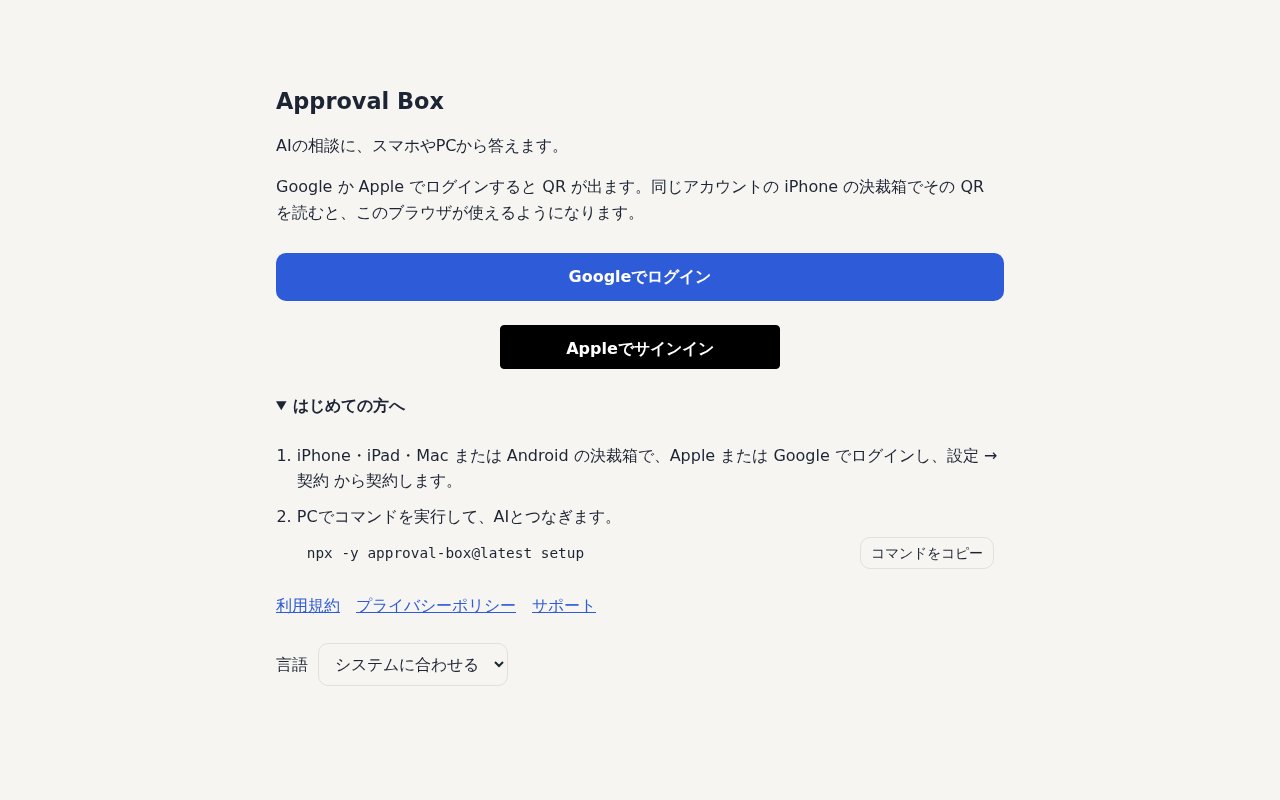 Approval Box
AIの相談に、スマホやPCから答えます。
Google か Apple でログインすると QR が出ます。同じアカウントの iPhone の決裁箱でその QR
を読むと、このブラウザが使えるようになります。
Googleでログイン
Appleでサインイン
▼ はじめての方へ
1. iPhone・iPad・Mac または Android の決裁箱で、Apple または Google でログインし、設定 →
契約 から契約します。
2. PCでコマンドを実行して、AIとつなぎます。
npx -y approval-box@latest setup コマンドをコピー
利用規約 プライバシーポリシー サポート
言語 システムに合わせる